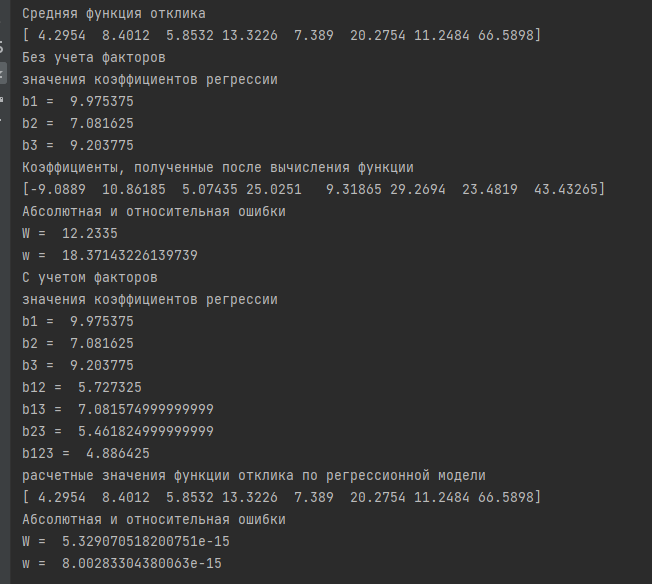 Средняя функция отклика
[ 4.2954  8.4012  5.8532 13.3226  7.389  20.2754 11.2484 66.5898]
Без учета факторов
значения коэффициентов регрессии
b1 =  9.975375
b2 =  7.081625
b3 =  9.203775
Коэффициенты, полученные после вычисления функции
[-9.0889  10.86185  5.07435 25.0251   9.31865 29.2694  23.4819  43.43265]
Абсолютная и относительная ошибки
W =  12.2335
w =  18.37143226139739
С учетом факторов
значения коэффициентов регрессии
b1 =  9.975375
b2 =  7.081625
b3 =  9.203775
b12 =  5.727325
b13 =  7.081574999999999
b23 =  5.461824999999999
b123 =  4.886425
расчетные значения функции отклика по регрессионной модели
[ 4.2954  8.4012  5.8532 13.3226  7.389  20.2754 11.2484 66.5898]
Абсолютная и относительная ошибки
W =  5.329070518200751e-15
w =  8.00283304380063e-15